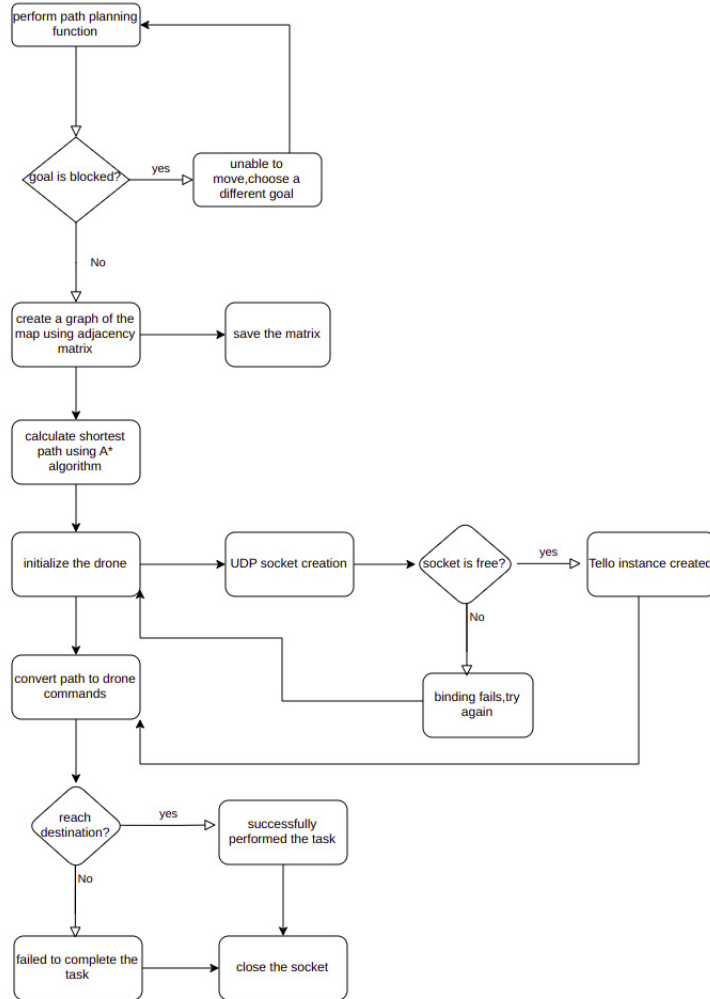 perform path planning
function
goal is blocked?
yes
unable to
move,choose a
different goal
No
create a graph of the
map using adjacency
matrix
save the matrix
calculate shortest
path using A*
algorithm
initialize the drone
UDP socket creation
socket is free?
yes
Tello instance created
No
binding fails,try
again
convert path to drone
commands
reach
destination?
yes
successfully
performed the task
No
failed to complete the
task
close the socket